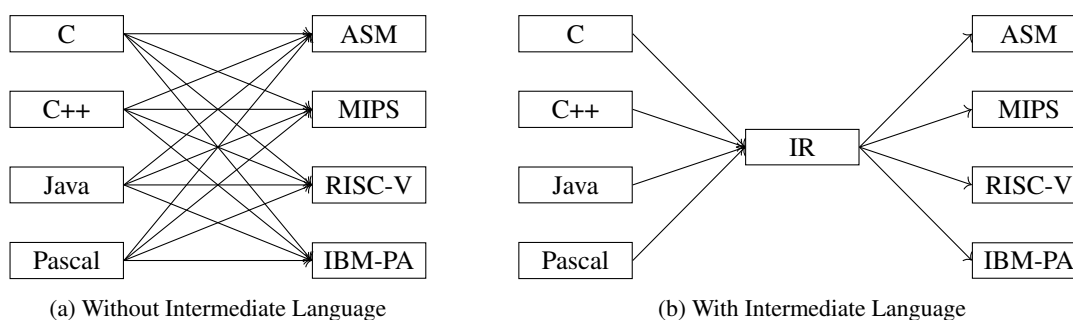 C
ASM
C++
MIPS
Java
RISC-V
Pascal
IBM-PA
(a) Without Intermediate Language
C
ASM
C++
MIPS
IR
Java
RISC-V
Pascal
IBM-PA
(b) With Intermediate Language